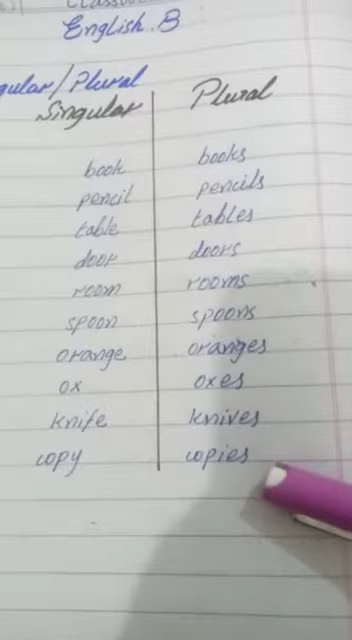 English B
gular/Plural
Singular Plural
book books
pencil pencils
table tables
door doors
room rooms
spoon spoons
orange oranges
ox oxes
knife knives
copy copies